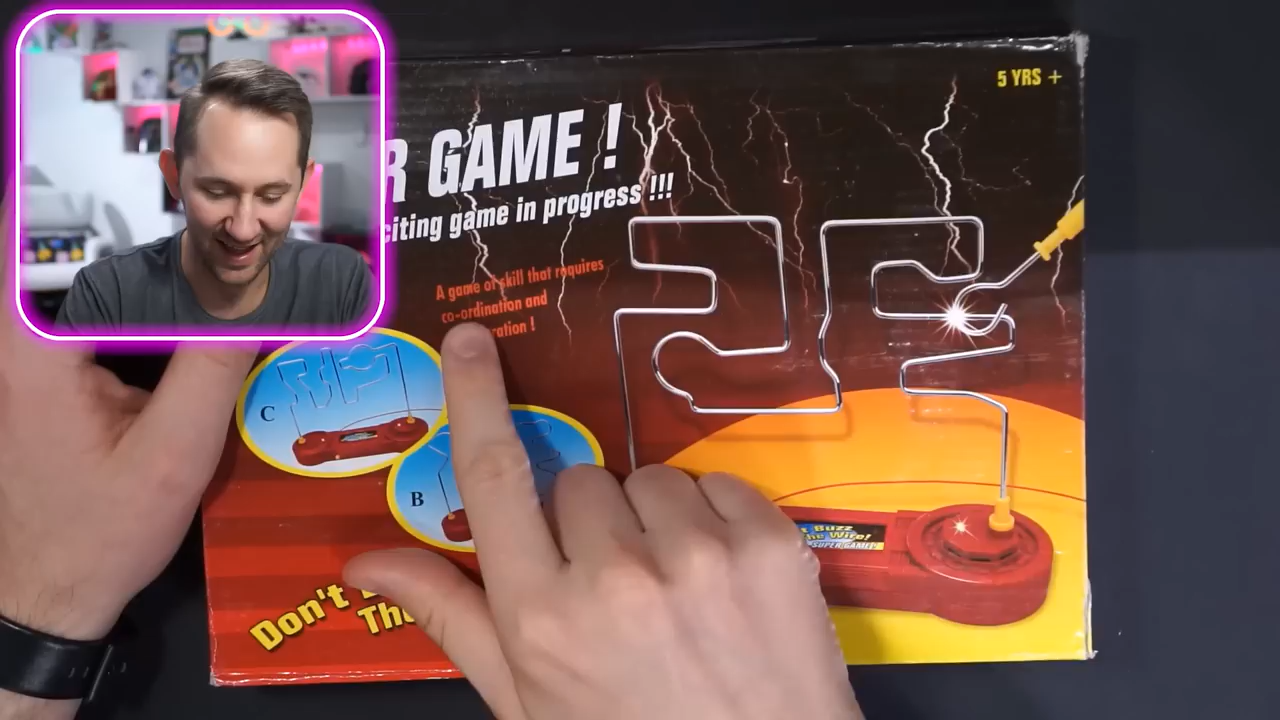 5 YRS +
R GAME !
citing game in progress !!!
A game of skill that requires
co-ordination and
ration !
C
B
t Buzz
he Wire!
SUPER GAME!
Don't
The